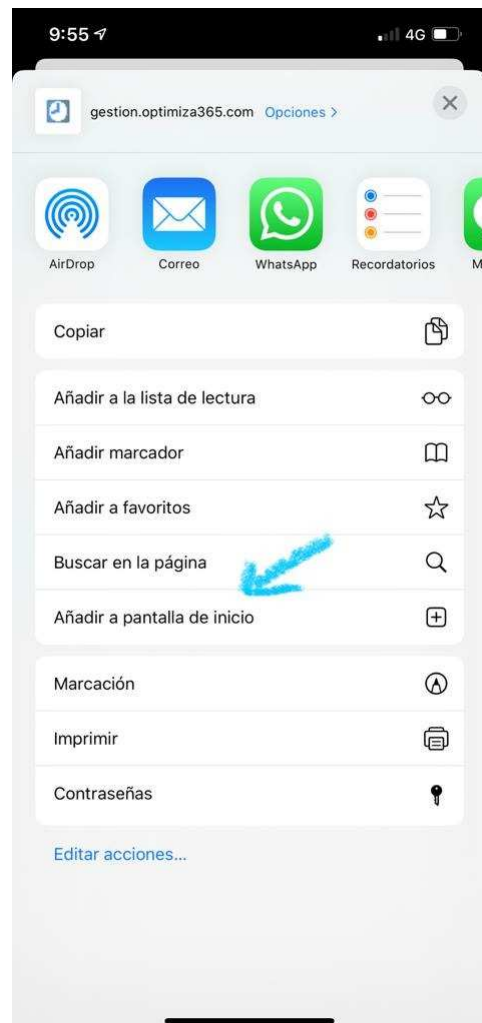 9:55
4G
gestion.optimiza365.com Opciones >
AirDrop Correo WhatsApp Recordatorios M
Copiar
Añadir a la lista de lectura
Añadir marcador
Añadir a favoritos
Buscar en la página
Añadir a pantalla de inicio
Marcación
Imprimir
Contraseñas
Editar acciones...